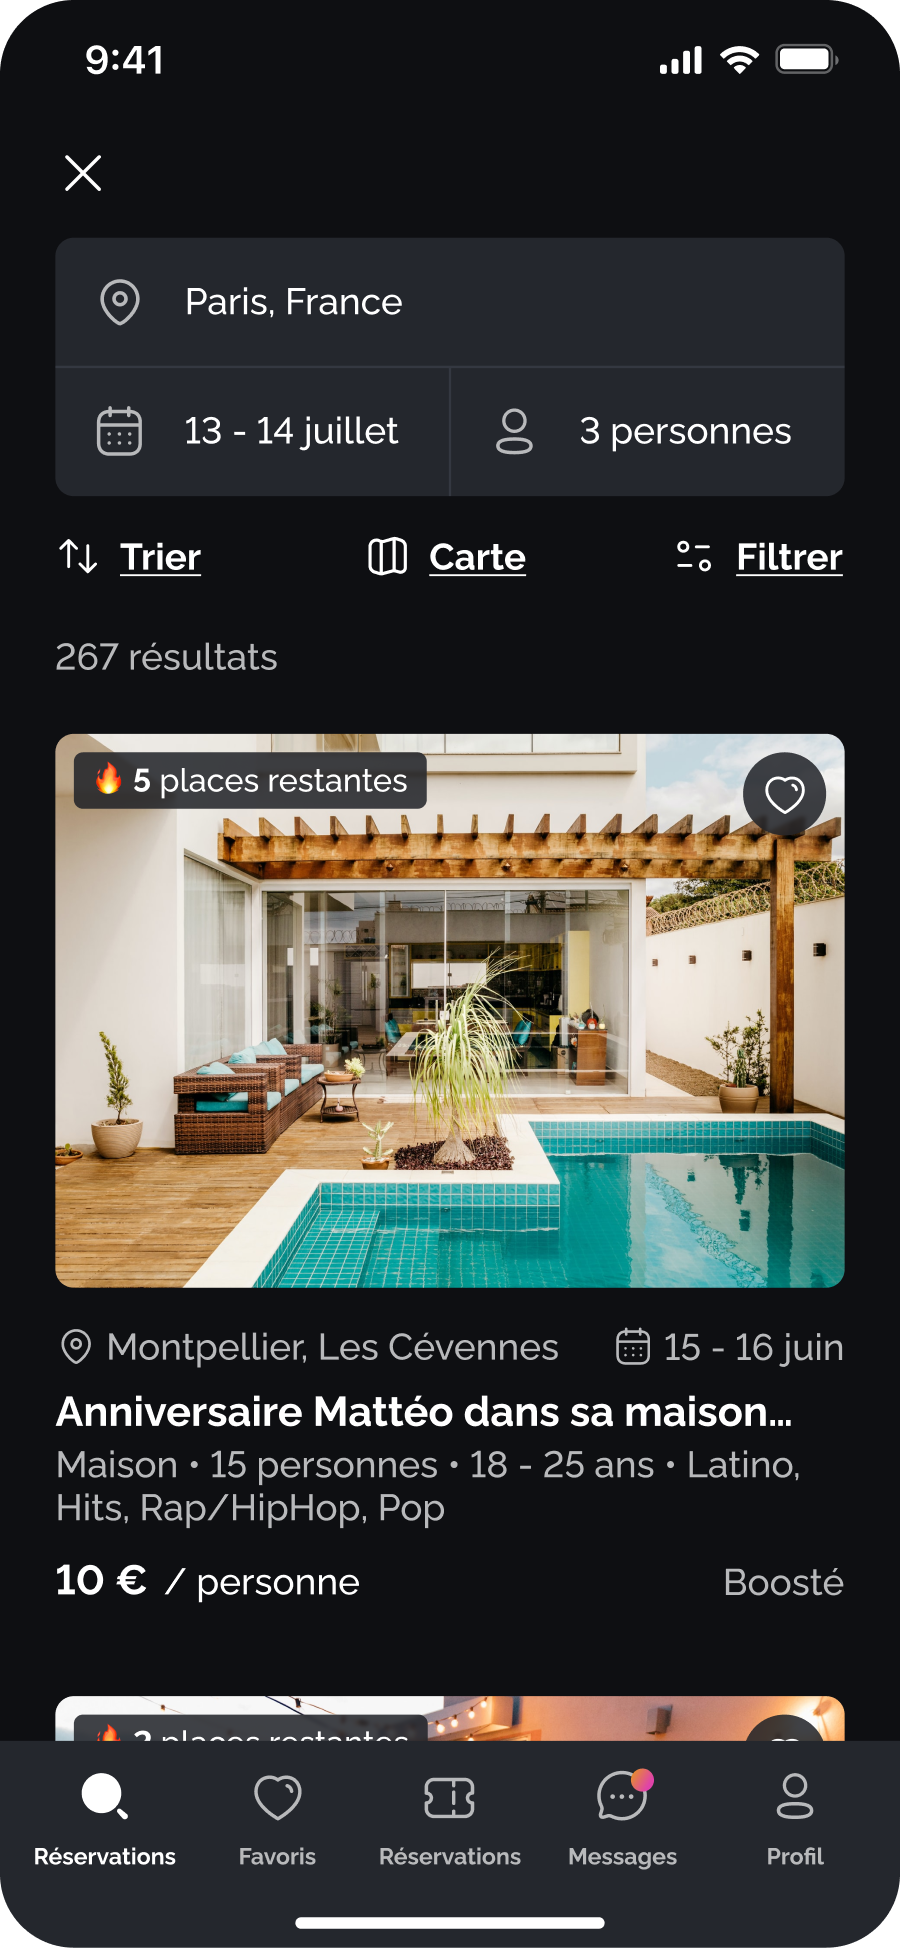 9:41
Paris, France
13 - 14 juillet
3 personnes
Trier
Carte
Filtrer
267 résultats
🔥 5 places restantes
Montpellier, Les Cévennes
15 - 16 juin
Anniversaire Mattéo dans sa maison...
Maison • 15 personnes • 18 - 25 ans • Latino,
Hits, Rap/HipHop, Pop
10 € / personne
Boosté
places restantes
Réservations
Favoris
Réservations
Messages
Profil